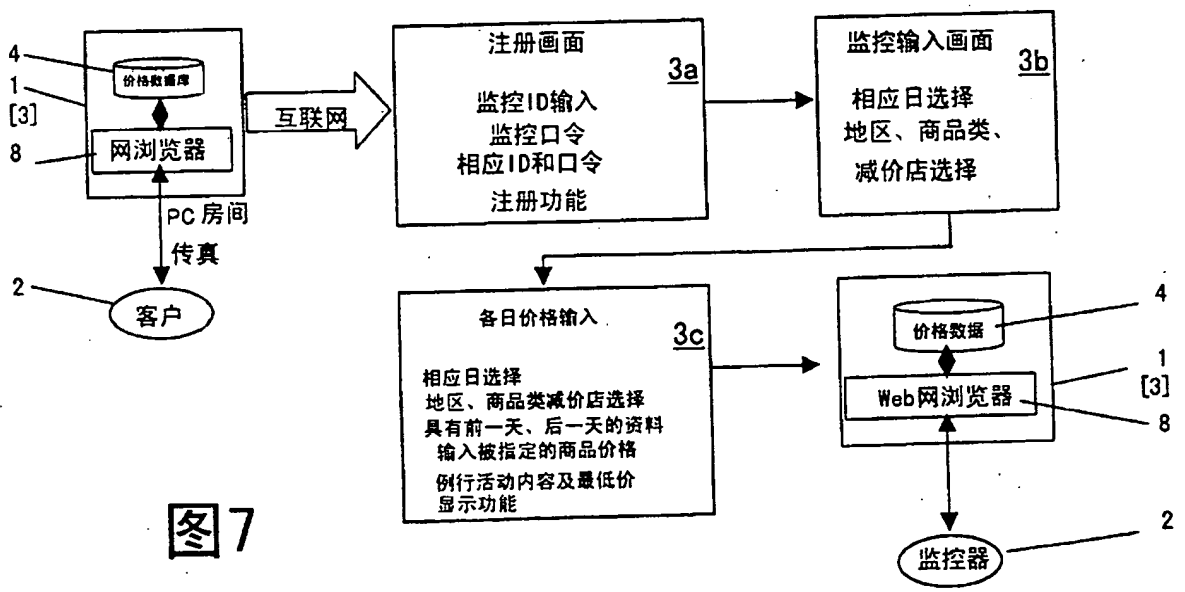 4
1
[3]
8
价格数据库
网浏览器
PC房间
传真
2
客户
互联网
注册画面
3a
监控ID输入
监控口令
相应ID和口令
注册功能
监控输入画面
3b
相应日选择
地区、商品类、
减价店选择
各日价格输入
3c
相应日选择
地区、商品类减价店选择
具有前一天、后一天的资料
输入被指定的商品价格
例行活动内容及最低价
显示功能
价格数据
Web网浏览器
4
1
[3]
8
监控器
2
图7